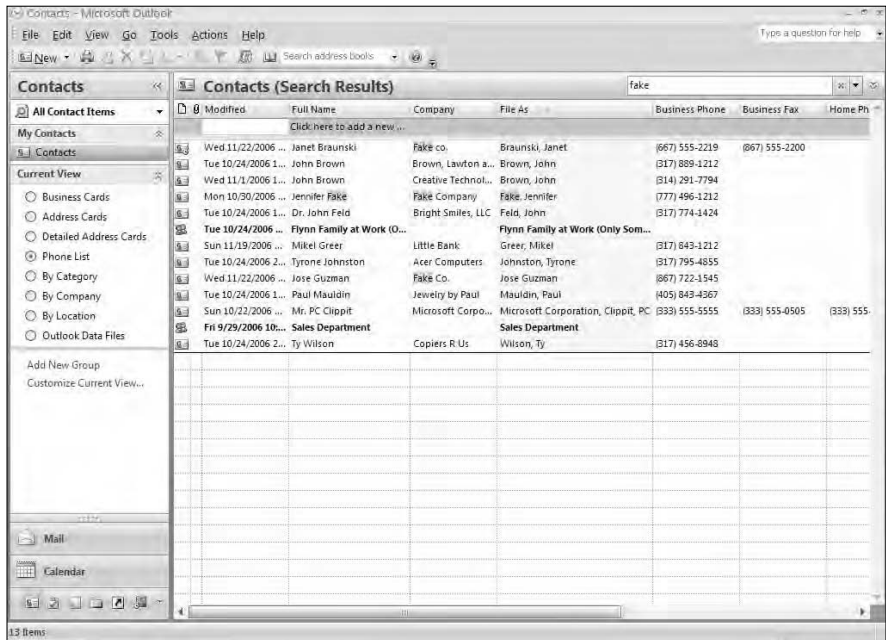 Contacts - Microsoft Outlook
File Edit View Go Tools Actions Help Type a question for help
New Search address books
Contacts « Contacts (Search Results) fake
All Contact Items Modified Full Name Company File As Business Phone Business Fax Home Ph
My Contacts Click here to add a new ...
Contacts
Wed 11/22/2006 ... Janet Braunski Fake co. Braunski, Janet (667) 555-2219 (867) 555-2200
Current View
Tue 10/24/2006 1... John Brown Brown, Lawton a... Brown, John (317) 889-1212
Business Cards
Wed 11/1/2006 1... John Brown Creative Technol... Brown, John (314) 291-7794
Mon 10/30/2006 ... Jennifer Fake Fake Company Fake, Jennifer (777) 496-1212
Address Cards
Tue 10/24/2006 1... Dr. John Feld Bright Smiles, LLC Feld, John (317) 774-1424
Detailed Address Cards
Tue 10/24/2006 ... Flynn Family at Work (O... Flynn Family at Work (Only Som...
Sun 11/19/2006 ... Mikel Greer Little Bank Greer, Mikel (317) 843-1212
Phone List
Tue 10/24/2006 2... Tyrone Johnston Acer Computers Johnston, Tyrone (317) 795-4855
By Category
Wed 11/22/2006 ... Jose Guzman Fake Co. Jose Guzman (867) 722-1545
By Company
Tue 10/24/2006 1... Paul Mauldin Jewelry by Paul Mauldin, Paul (405) 843-4367
By Location
Sun 10/22/2006 ... Mr. PC Clippit Microsoft Corpo... Microsoft Corporation, Clippit, PC (333) 555-5555 (333) 555-0505 (333) 555-
Fri 9/29/2006 10:... Sales Department Sales Department
Outlook Data Files
Tue 10/24/2006 2... Ty Wilson Copiers R Us Wilson, Ty (317) 456-8948
Add New Group
Customize Current View...
Mail
Calendar
13 Items